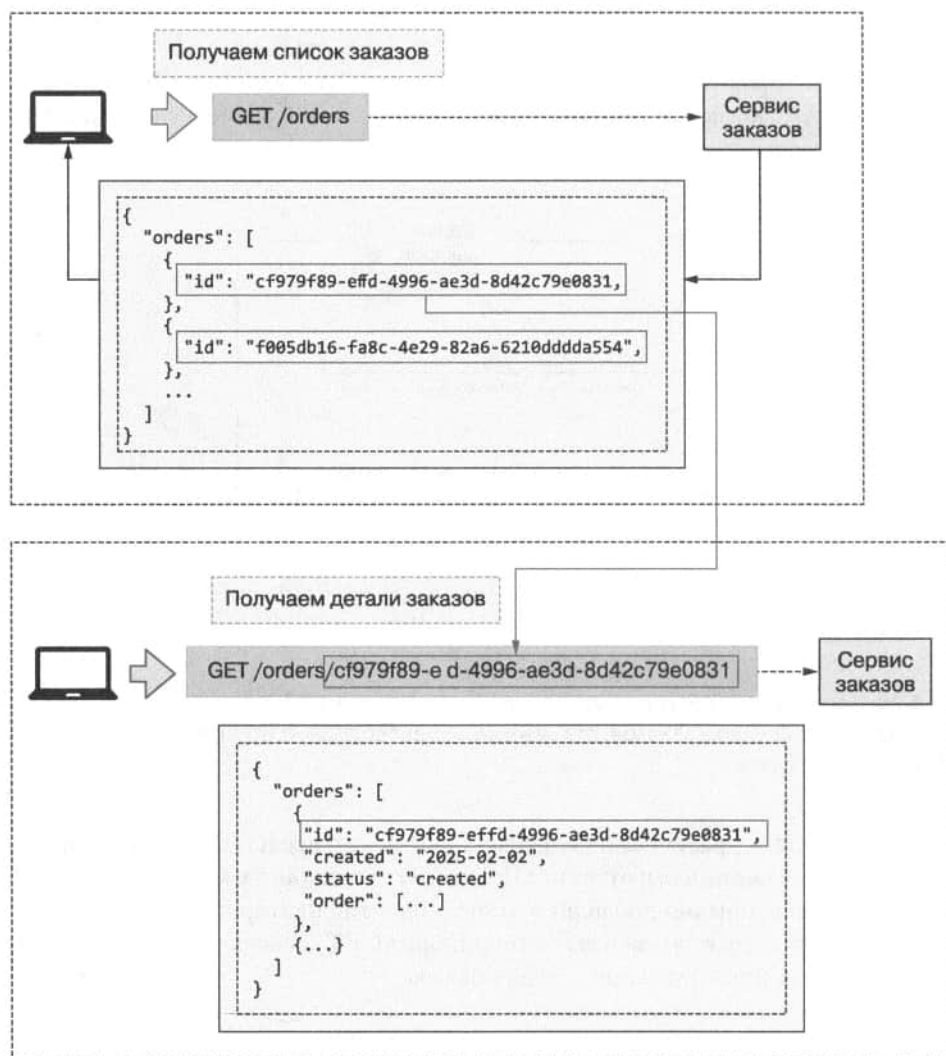 Получаем список заказов
GET /orders
Сервис
заказов
{
"orders": [
{
"id": "cf979f89-effd-4996-ae3d-8d42c79e0831,
},
{
"id": "f005db16-fa8c-4e29-82a6-6210dddda554",
},
...
]
}
Получаем детали заказов
GET /orders/cf979f89-e d-4996-ae3d-8d42c79e0831
Сервис
заказов
{
"orders": [
{
"id": "cf979f89-effd-4996-ae3d-8d42c79e0831",
"created": "2025-02-02",
"status": "created",
"order": [...]
},
{...}
]
}